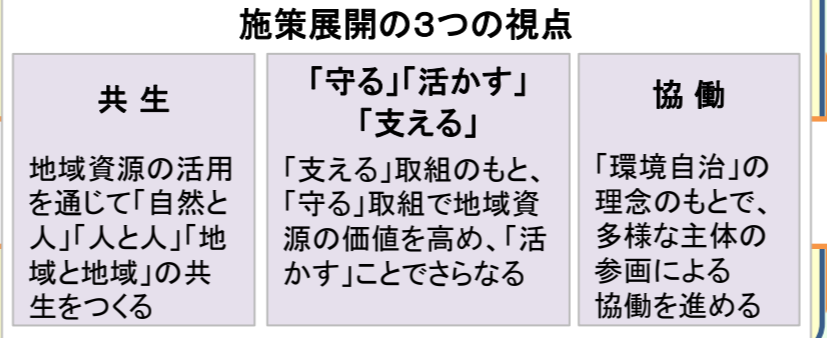 施策展開の3つの視点
共 生
地域資源の活用
を通じて「自然と
人」「人と人」「地
域と地域」の共
生をつくる
「守る」「活かす」
「支える」
「支える」取組のもと、
「守る」取組で地域資
源の価値を高め、「活
かす」ことでさらなる
協 働
「環境自治」の
理念のもとで、
多様な主体の
参画による
協働を進める